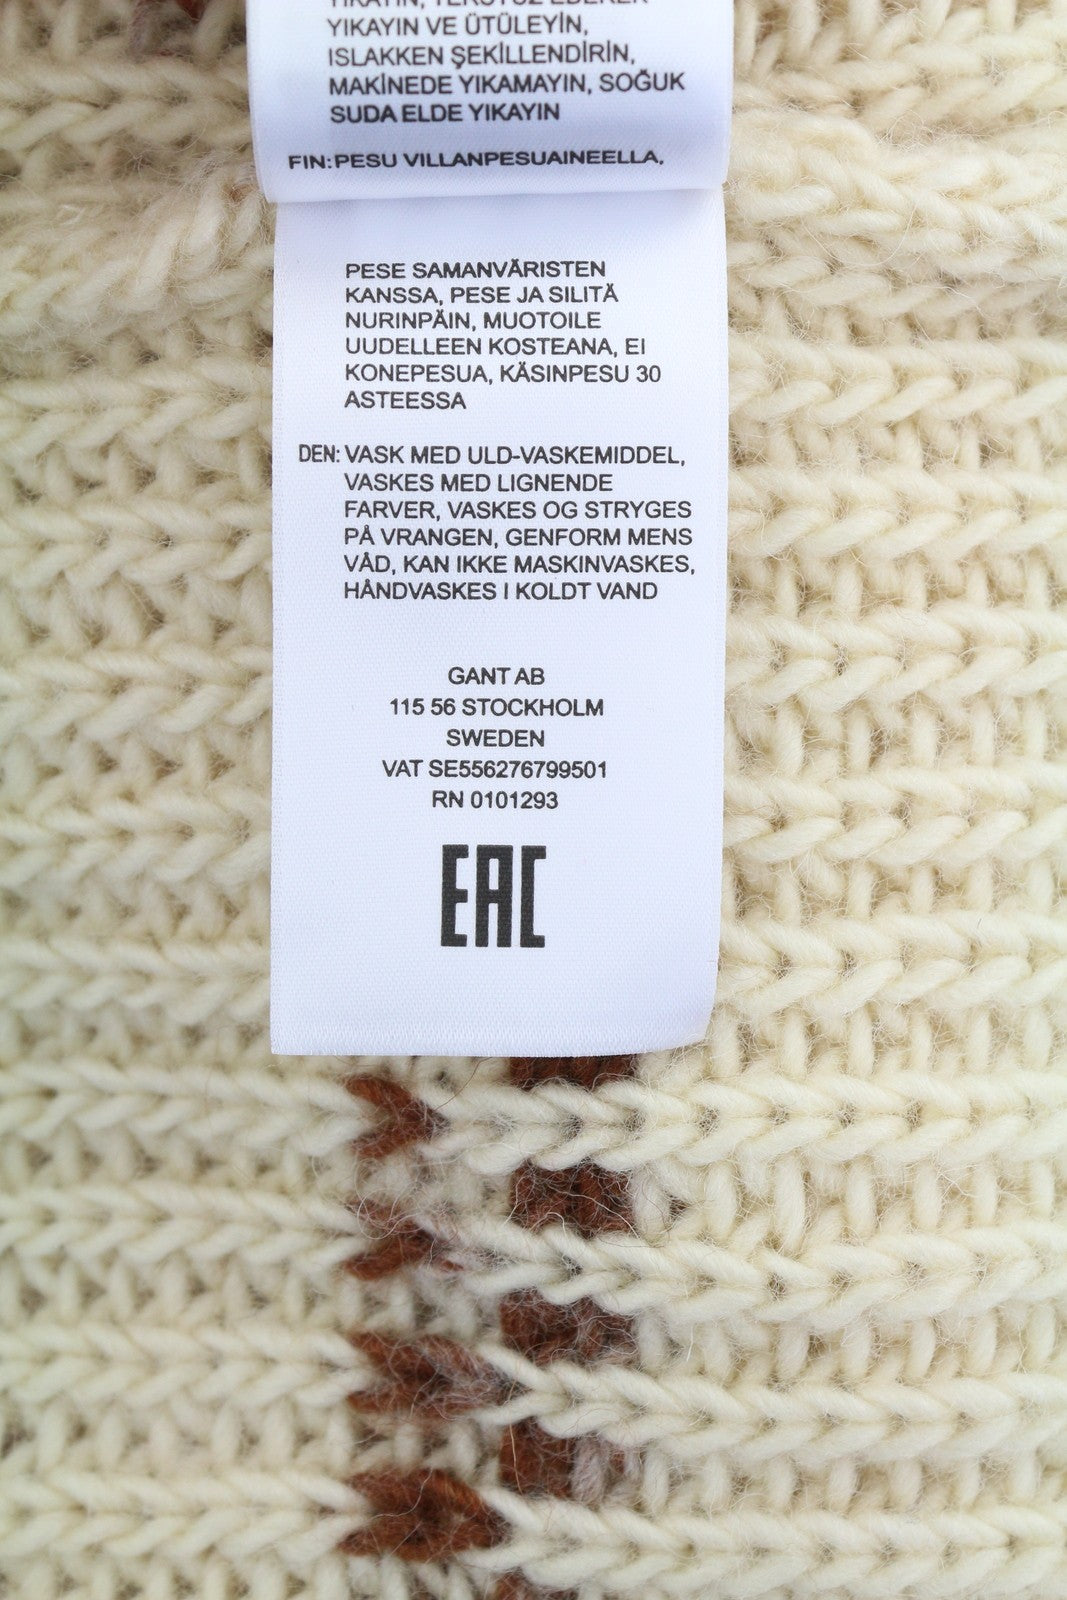 YIKAYIN, TERSYÜZ EDEREK
YIKAYIN VE ÜTÜLEYİN,
ISLAKKEN ŞEKİLLENDİRİN,
MAKİNEDE YIKAMAYIN, SOĞUK
SUDA ELDE YIKAYIN
FIN: PESU VILLANPESUAINEELLA,
PESE SAMANVÄRISTEN
KANSSA, PESE JA SILITÄ
NURINPÄIN, MUOTOILE
UUDELLEEN KOSTEANA, EI
KONEPESUA, KÄSINPESU 30
ASTEESSA
DEN: VASK MED ULD-VASKEMIDDEL,
VASKES MED LIGNENDE
FARVER, VASKES OG STRYGES
PÅ VRANGEN, GENFORM MENS
VÅD, KAN IKKE MASKINVASKES,
HÅNDVASKES I KOLDT VAND
GANT AB
115 56 STOCKHOLM
SWEDEN
VAT SE556276799501
RN 0101293
EAC